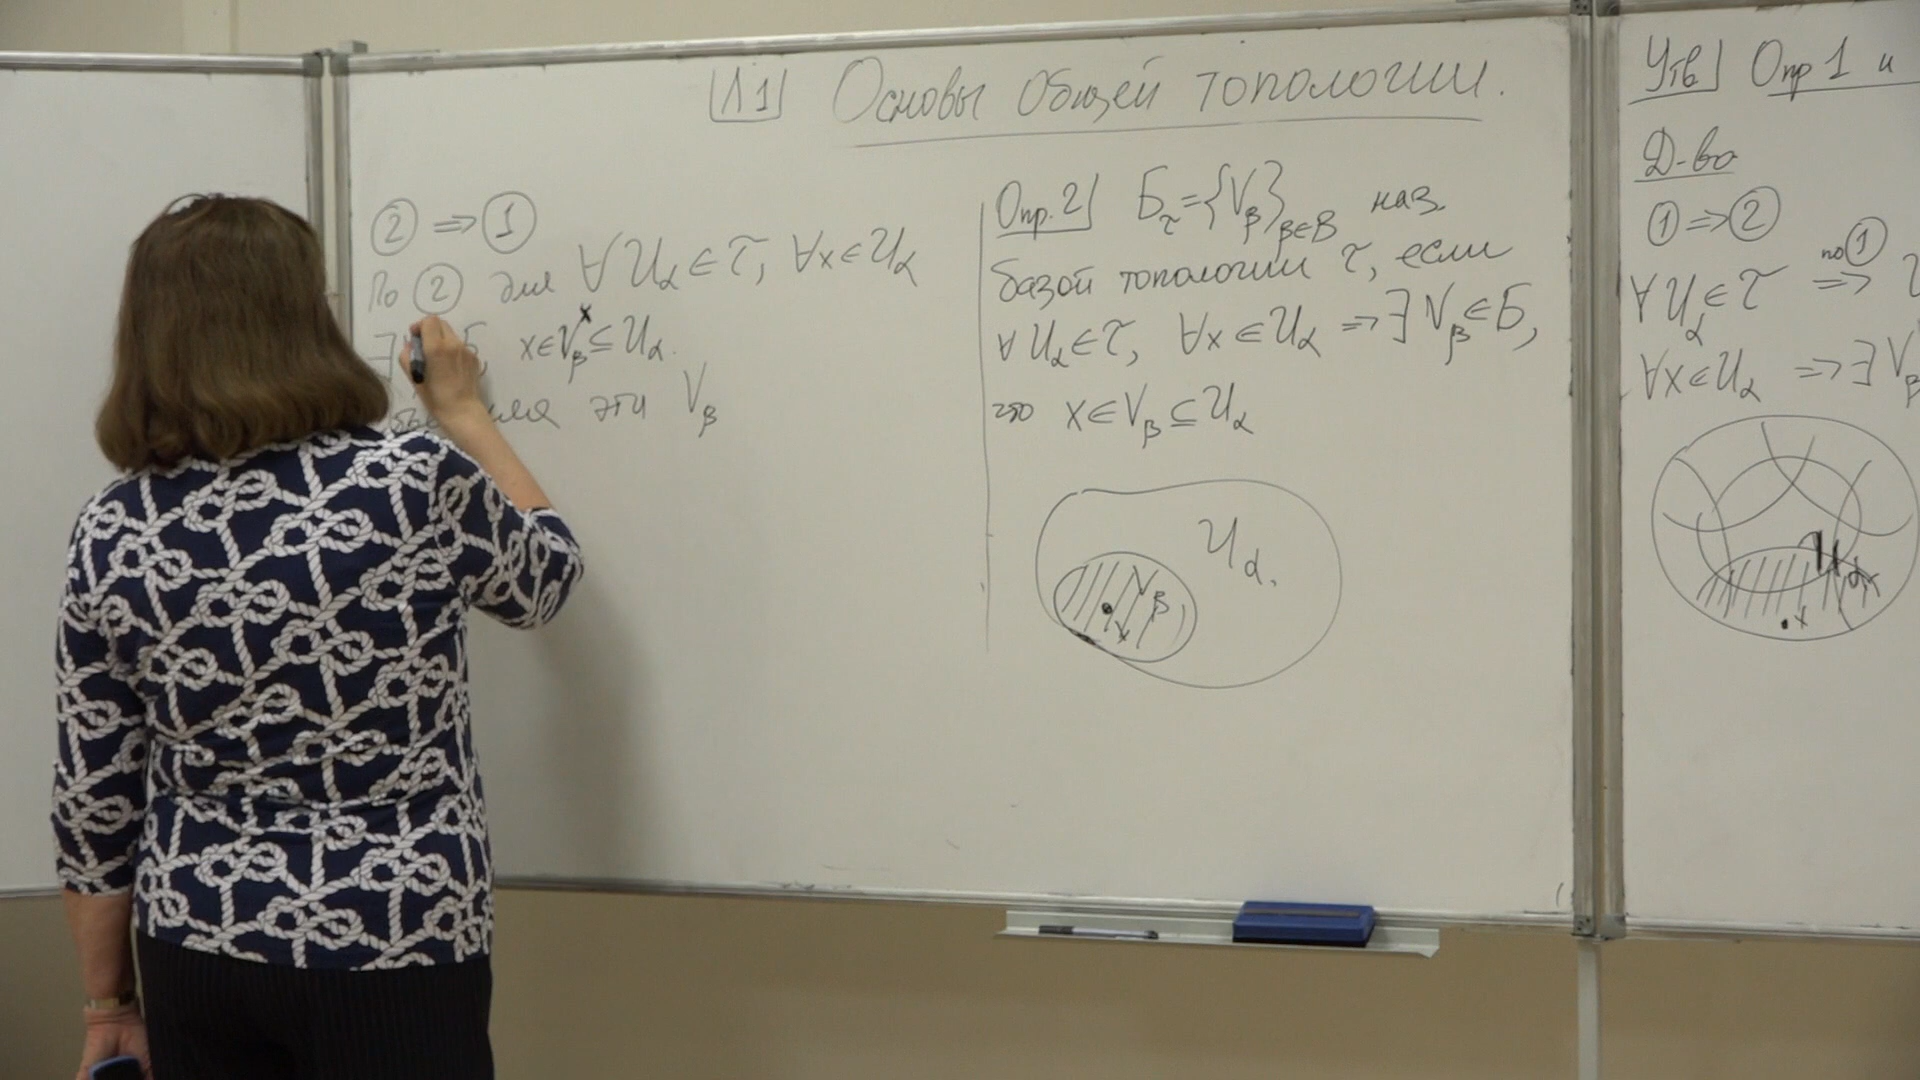 Л1 Основы общей топологии.
② ⇒ ①
По ② для ∀ U_α ∈ τ, ∀x ∈ U_α
∃ Б, x ∈ V_β^x ⊆ U_α.
эти V_β
Опр. 2 Б_τ = {V_β}_{β∈B} наз.
базой топологии τ, если
∀ U_α ∈ τ, ∀x ∈ U_α ⇒ ∃ V_β ∈ Б,
что x ∈ V_β ⊆ U_α
U_α.
V_β
x
Утв Опр 1 и
Д-во
① ⇒ ②
∀ U_α ∈ τ по ① ⇒
∀x ∈ U_α ⇒ ∃ V_β
U_α
x